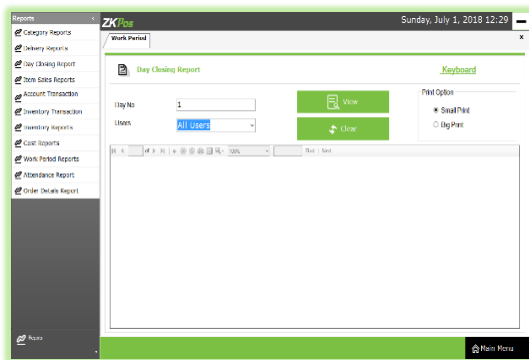 Reports
ZKPos
Sunday, July 1, 2018 12:29
Category Reports
Delivery Reports
Day Closing Report
Item Sales Reports
Account Transaction
Inventory Transaction
Inventory Reports
Cost Reports
Work Period Reports
Attendance Report
Order Details Report
Work Period
x
Day Closing Report
Keyboard
Day No
1
View
Print Option
Small Print
Users
All Users
Clear
Big Print
of
100%
Find
Next
Main Menu